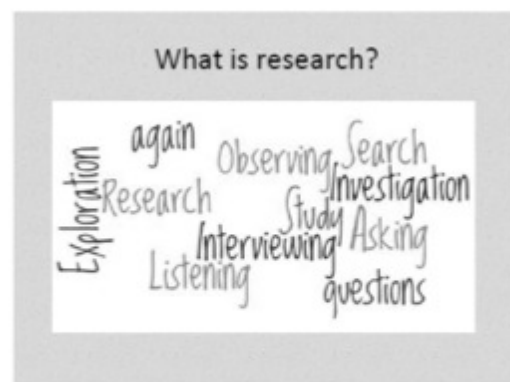 What is research?
again
Observing
Search
Exploration
Research
Investigation
Study
Interviewing
Asking
Listening
questions